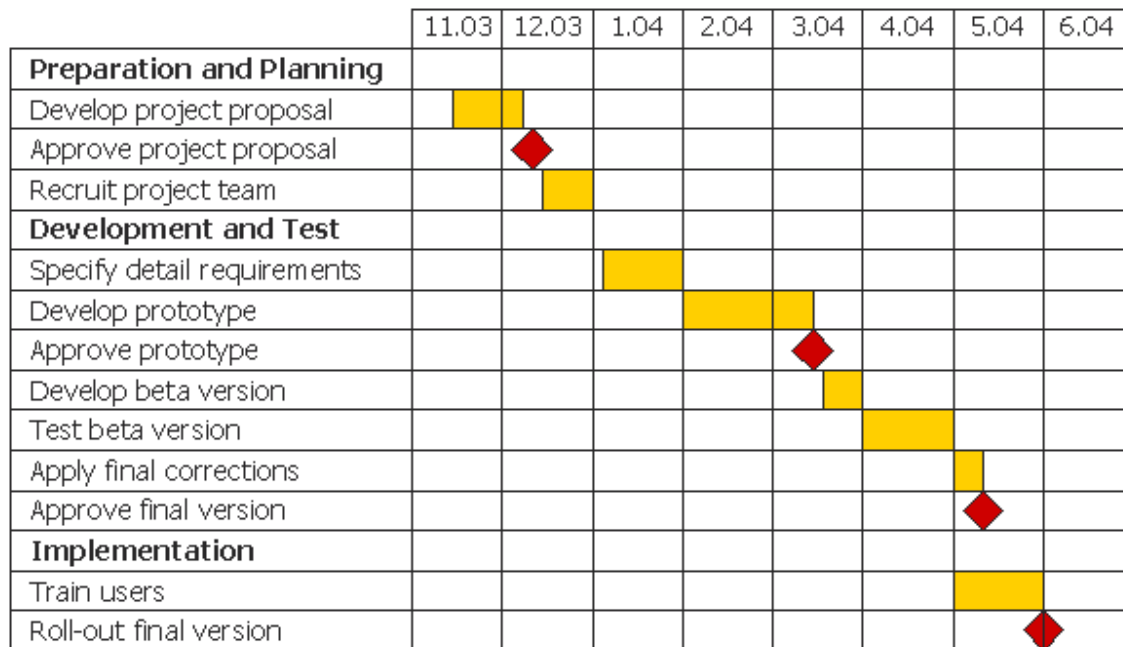 11.03 12.03 1.04 2.04 3.04 4.04 5.04 6.04
Preparation and Planning
Develop project proposal
Approve project proposal
Recruit project team
Development and Test
Specify detail requirements
Develop prototype
Approve prototype
Develop beta version
Test beta version
Apply final corrections
Approve final version
Implementation
Train users
Roll-out final version